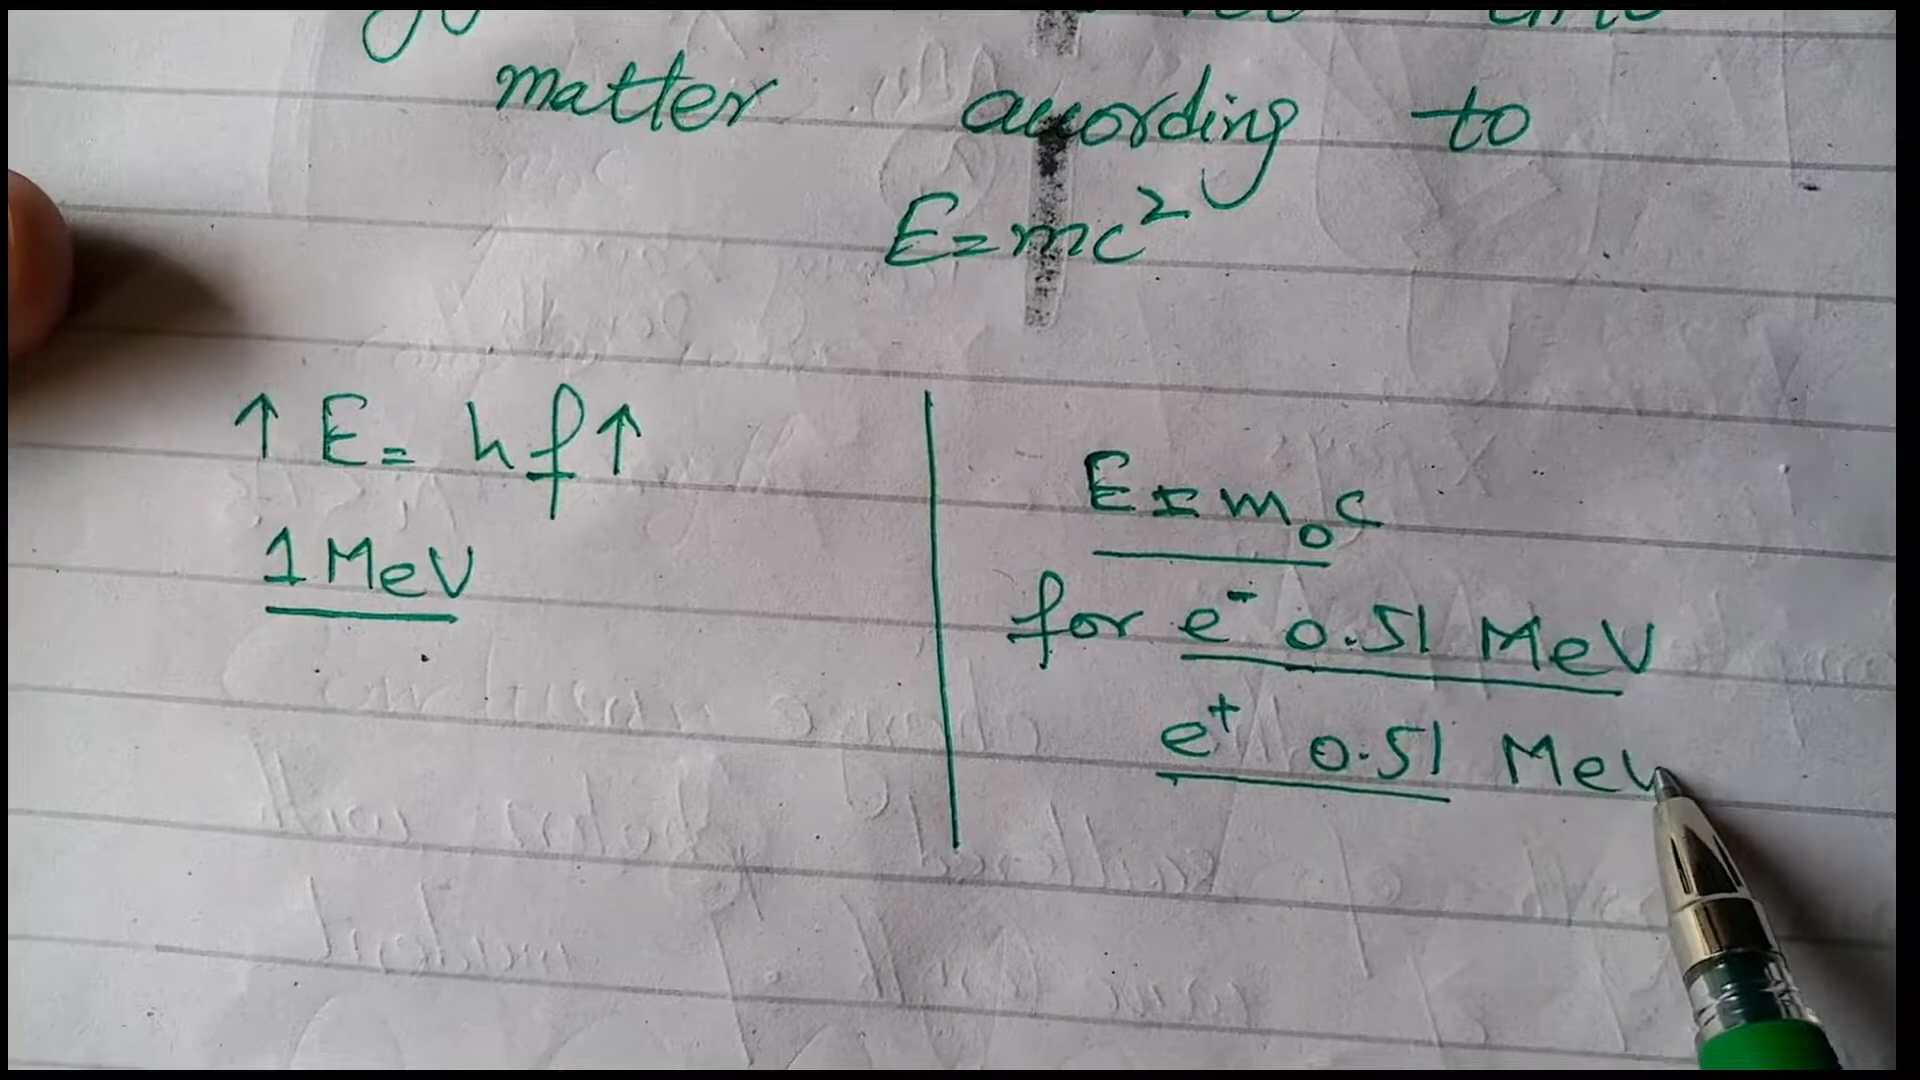 matter according to
E=mc²
↑ E= hf↑
1 MeV
E=m₀c
for e⁻ 0.51 MeV
e⁺ 0.51 MeV